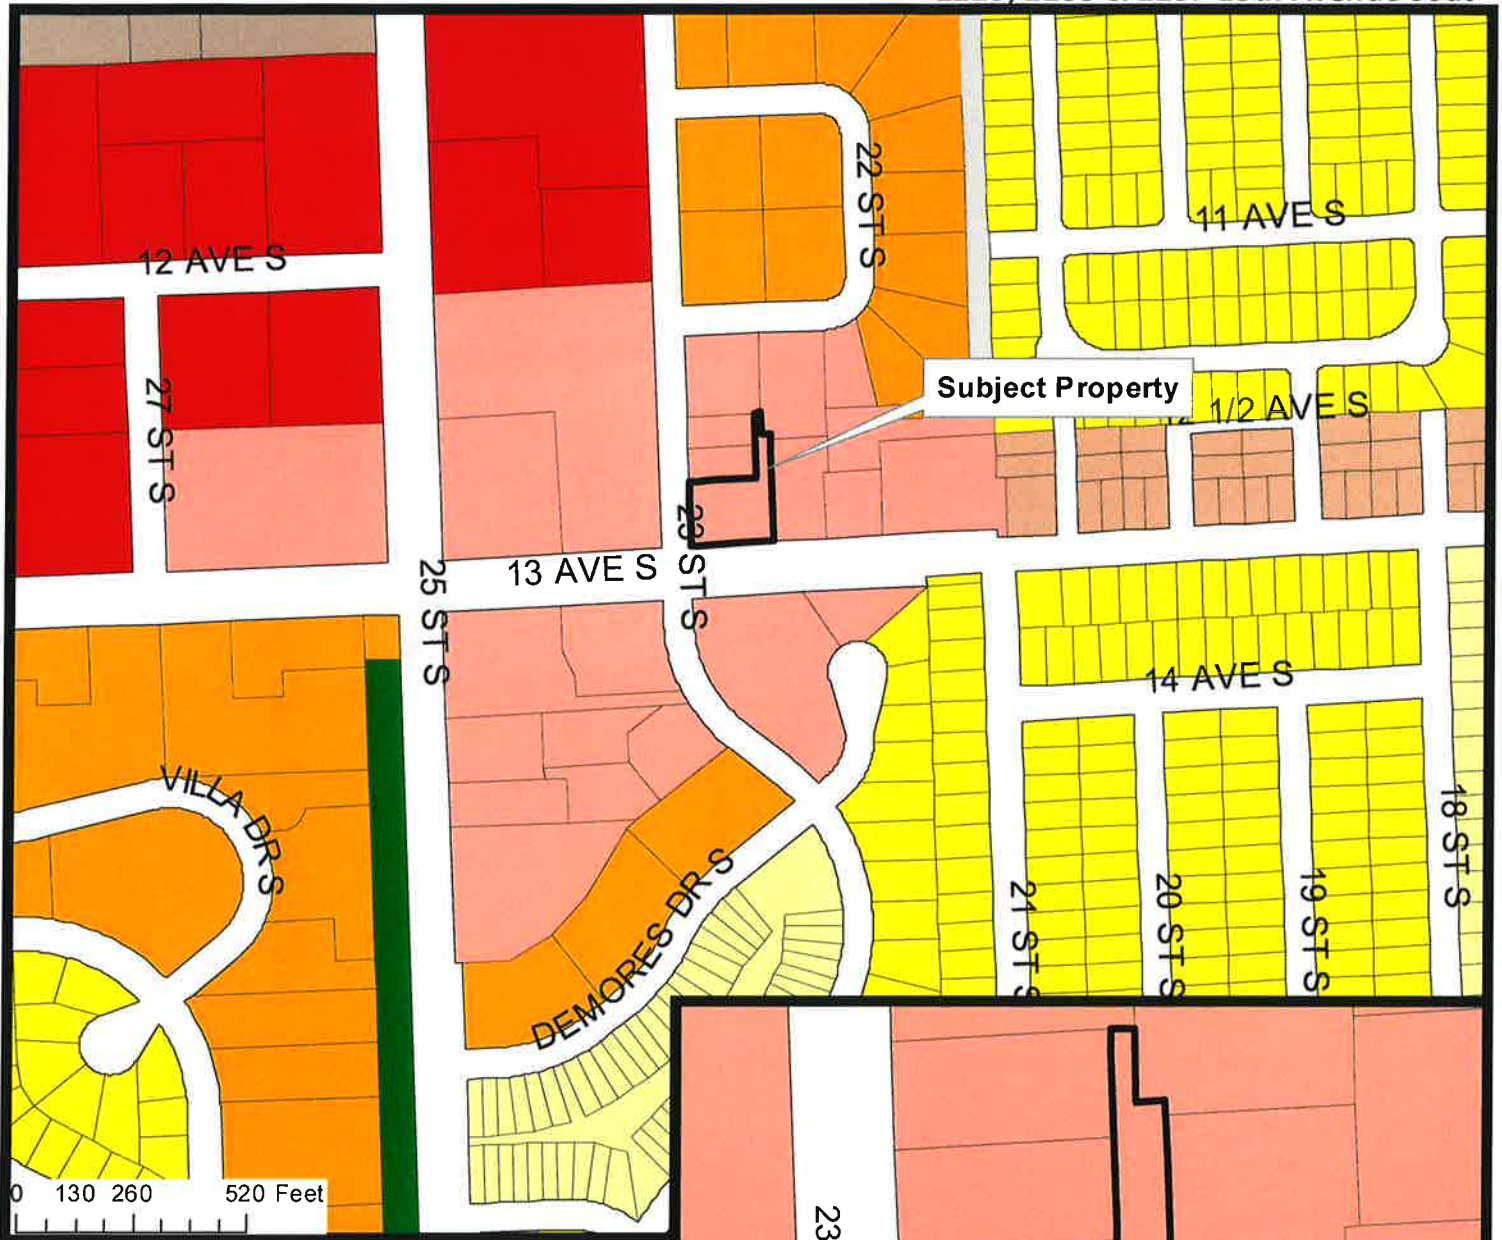 22 ST S
11 AVE S
12 AVE S
Subject Property
1/2 AVE S
27 ST S
23 ST S
13 AVE S
25 ST S
14 AVE S
VILLA DR S
18 ST S
DEMORES DR S
21 ST S
20 ST S
19 ST S
0 130 260 520 Feet
23